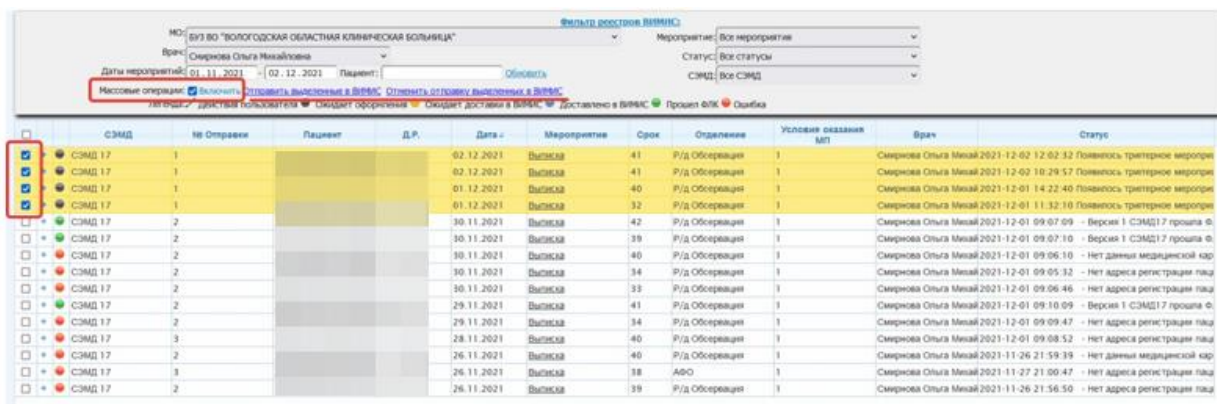 Фильтр реестров ВИМИС:
МО: БУЗ ВО "ВОЛОГОДСКАЯ ОБЛАСТНАЯ КЛИНИЧЕСКАЯ БОЛЬНИЦА" Мероприятие: Все мероприятия
Врач: Смирнова Ольга Михайловна Статус: Все статусы
Даты мероприятий: 01.11.2021 - 02.12.2021 Пациент: Обновить СЭМД: Все СЭМД
Массовые операции: Включить Отправить выделенные в ВИМИС Отменить отправку выделенных в ВИМИС
Легенда: Действия пользователя Ожидает оформления Ожидает доставки в ВИМИС Доставлено в ВИМИС Прошел ФЛК Ошибка
СЭМД № Отправки Пациент Д.Р. Дата Мероприятие Срок Отделение Условия оказания МП Врач Статус
СЭМД 17 1 02.12.2021 Выписка 41 Р/д Обсервация 1 Смирнова Ольга Михай 2021-12-02 12:02:32 Появилось триггерное меропри
СЭМД 17 1 02.12.2021 Выписка 41 Р/д Обсервация 1 Смирнова Ольга Михай 2021-12-02 10:29:57 Появилось триггерное меропри
СЭМД 17 1 01.12.2021 Выписка 40 Р/д Обсервация 1 Смирнова Ольга Михай 2021-12-01 14:22:40 Появилось триггерное меропри
СЭМД 17 1 01.12.2021 Выписка 32 Р/д Обсервация 1 Смирнова Ольга Михай 2021-12-01 11:32:10 Появилось триггерное меропри
СЭМД 17 2 30.11.2021 Выписка 42 Р/д Обсервация 1 Смирнова Ольга Михай 2021-12-01 09:07:09 - Версия 1 СЭМД17 прошла Ф
СЭМД 17 2 30.11.2021 Выписка 39 Р/д Обсервация 1 Смирнова Ольга Михай 2021-12-01 09:07:10 - Версия 1 СЭМД17 прошла Ф
СЭМД 17 2 30.11.2021 Выписка 40 Р/д Обсервация 1 Смирнова Ольга Михай 2021-12-01 09:06:10 - Нет данных медицинской кар
СЭМД 17 2 30.11.2021 Выписка 34 Р/д Обсервация 1 Смирнова Ольга Михай 2021-12-01 09:05:32 - Нет адреса регистрации паци
СЭМД 17 2 30.11.2021 Выписка 33 Р/д Обсервация 1 Смирнова Ольга Михай 2021-12-01 09:06:46 - Нет адреса регистрации паци
СЭМД 17 2 29.11.2021 Выписка 41 Р/д Обсервация 1 Смирнова Ольга Михай 2021-12-01 09:10:09 - Версия 1 СЭМД17 прошла Ф
СЭМД 17 2 29.11.2021 Выписка 34 Р/д Обсервация 1 Смирнова Ольга Михай 2021-12-01 09:09:47 - Нет адреса регистрации паци
СЭМД 17 3 28.11.2021 Выписка 40 Р/д Обсервация 1 Смирнова Ольга Михай 2021-12-01 09:08:52 - Нет адреса регистрации паци
СЭМД 17 2 26.11.2021 Выписка 40 Р/д Обсервация 1 Смирнова Ольга Михай 2021-11-26 21:59:39 - Нет данных медицинской кар
СЭМД 17 3 26.11.2021 Выписка 38 АФО 1 Смирнова Ольга Михай 2021-11-27 21:00:47 - Нет адреса регистрации паци
СЭМД 17 2 26.11.2021 Выписка 39 Р/д Обсервация 1 Смирнова Ольга Михай 2021-11-26 21:56:50 - Нет адреса регистрации паци